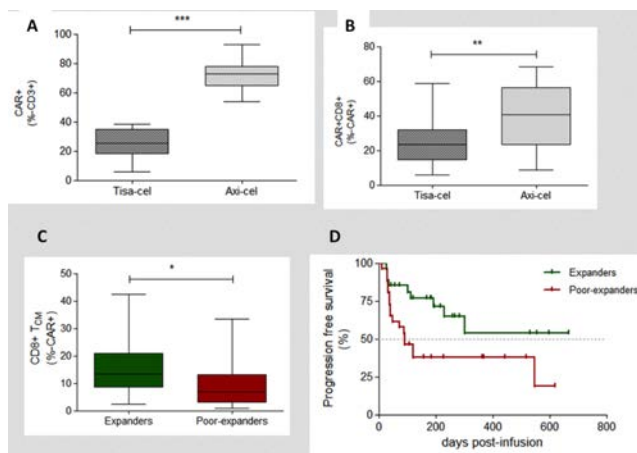 A
***
CAR+
(%-CD3+)
100
80
60
40
20
0
Tisa-cel
Axi-cel
B
**
CAR+CD8+
(%-CAR+)
80
60
40
20
0
Tisa-cel
Axi-cel
C
*
CD8+ TCM
(%-CAR+)
50
40
30
20
10
0
Expanders
Poor-expanders
D
Expanders
Poor-expanders
Progression free survival
(%)
100
75
50
25
0
0
200
400
600
800
days post-infusion